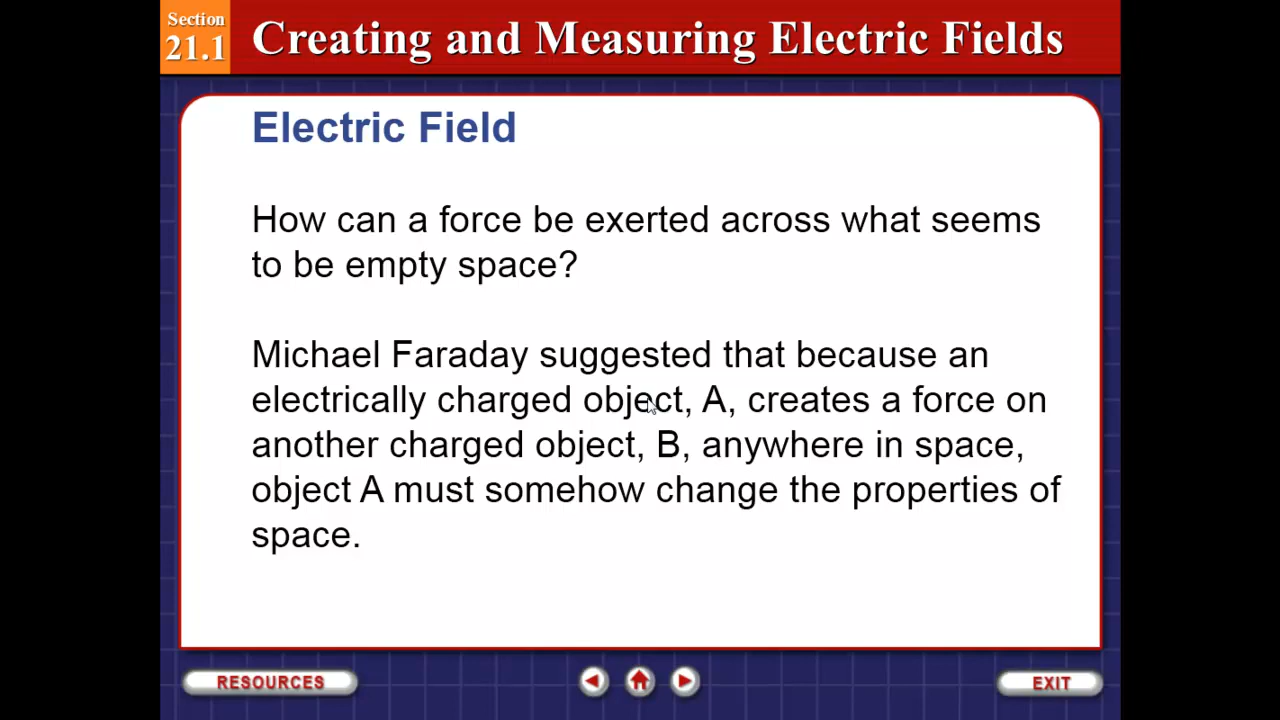 Section
21.1
Creating and Measuring Electric Fields
Electric Field
How can a force be exerted across what seems
to be empty space?
Michael Faraday suggested that because an
electrically charged object, A, creates a force on
another charged object, B, anywhere in space,
object A must somehow change the properties of
space.
RESOURCES
EXIT